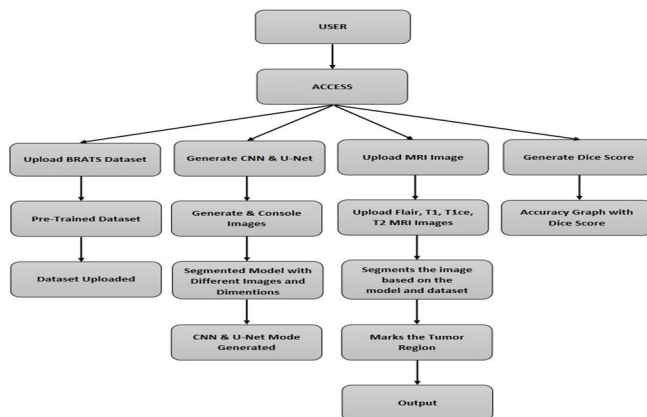 USER
ACCESS
Upload BRATS Dataset
Generate CNN & U-Net
Upload MRI Image
Generate Dice Score
Pre-Trained Dataset
Generate & Console
Images
Upload Flair, T1, T1ce,
T2 MRI Images
Accuracy Graph with
Dice Score
Dataset Uploaded
Segmented Model with
Different Images and
Dimentions
Segments the image
based on the
model and dataset
CNN & U-Net Mode
Generated
Marks the Tumor
Region
Output